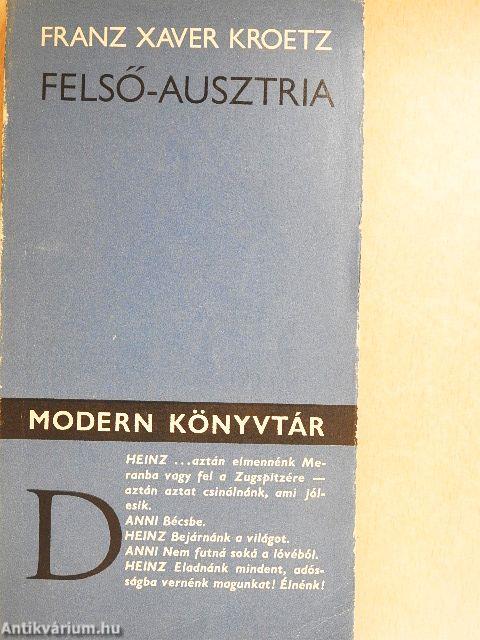 FRANZ XAVER KROETZ
FELSŐ-AUSZTRIA
MODERN KÖNYVTÁR
D
HEINZ ...aztán elmennénk Me-
ranba vagy fel a Zugspitzére —
aztán aztat csinálnánk, ami jól-
esik.
ANNI Bécsbe.
HEINZ Bejárnánk a világot.
ANNI Nem futná soká a lóvéból.
HEINZ Eladnánk mindent, adós-
ságba vernénk magunkat! Élnénk!
Antikvárium.hu